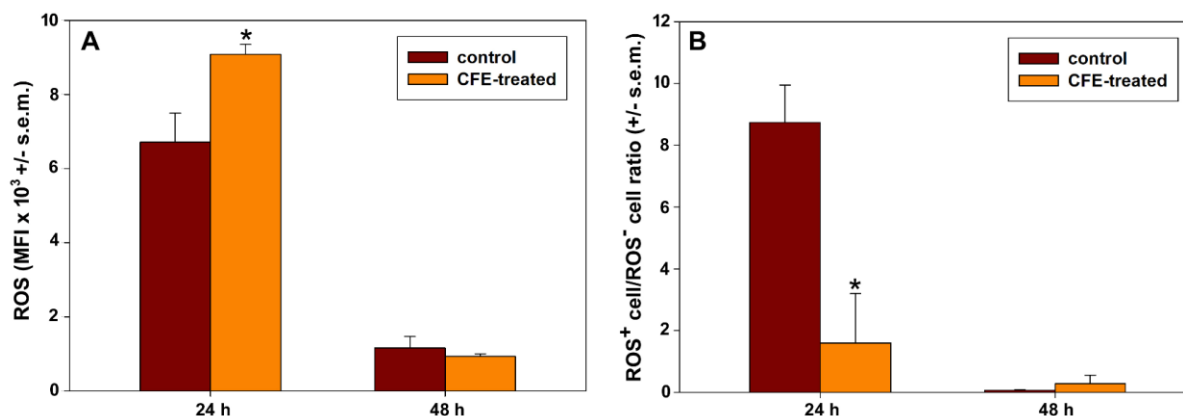 A
*
control
CFE-treated
ROS (MFI x 10³ +/- s.e.m.)
10
8
6
4
2
0
24 h
48 h
B
control
CFE-treated
ROS⁺ cell/ROS⁻ cell ratio (+/- s.e.m.)
12
10
8
6
4
2
0
*
24 h
48 h